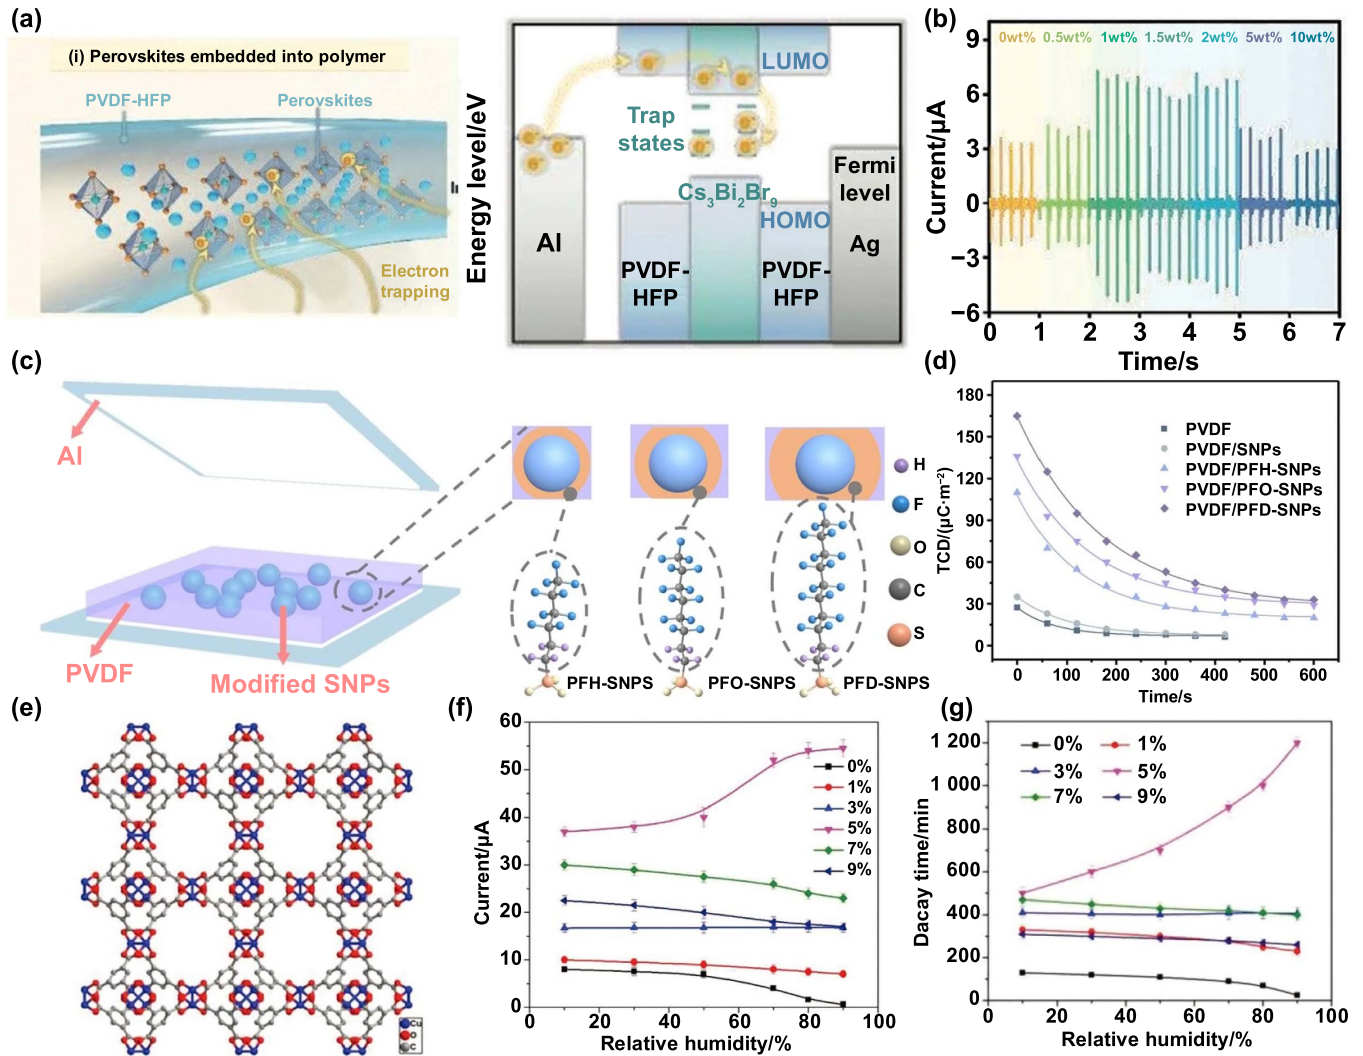 (a)
(i) Perovskites embedded into polymer
PVDF-HFP
Perovskites
Electron
trapping
Energy level/eV
LUMO
Trap
states
Cs3Bi2Br9
HOMO
Fermi
level
Al
Ag
PVDF-
HFP
PVDF-
HFP
(b)
Current/μA
9
6
3
0
−3
−6
0wt% 0.5wt% 1wt% 1.5wt% 2wt% 5wt% 10wt%
0 1 2 3 4 5 6 7
Time/s
(c)
Al
PVDF
Modified SNPs
PFH-SNPS
PFO-SNPS
PFD-SNPS
H
F
O
C
S
(d)
TCD/(μC·m⁻²)
180
150
120
90
60
30
0
PVDF
PVDF/SNPs
PVDF/PFH-SNPs
PVDF/PFO-SNPs
PVDF/PFD-SNPs
0 100 200 300 400 500 600
Time/s
(e)
Cu
O
C
(f)
Current/μA
60
50
40
30
20
10
0
0%
1%
3%
5%
7%
9%
0 20 40 60 80 100
Relative humidity/%
(g)
Dacay time/min
1 200
1 000
800
600
400
200
0
0% 1%
3% 5%
7% 9%
0 20 40 60 80 100
Relative humidity/%